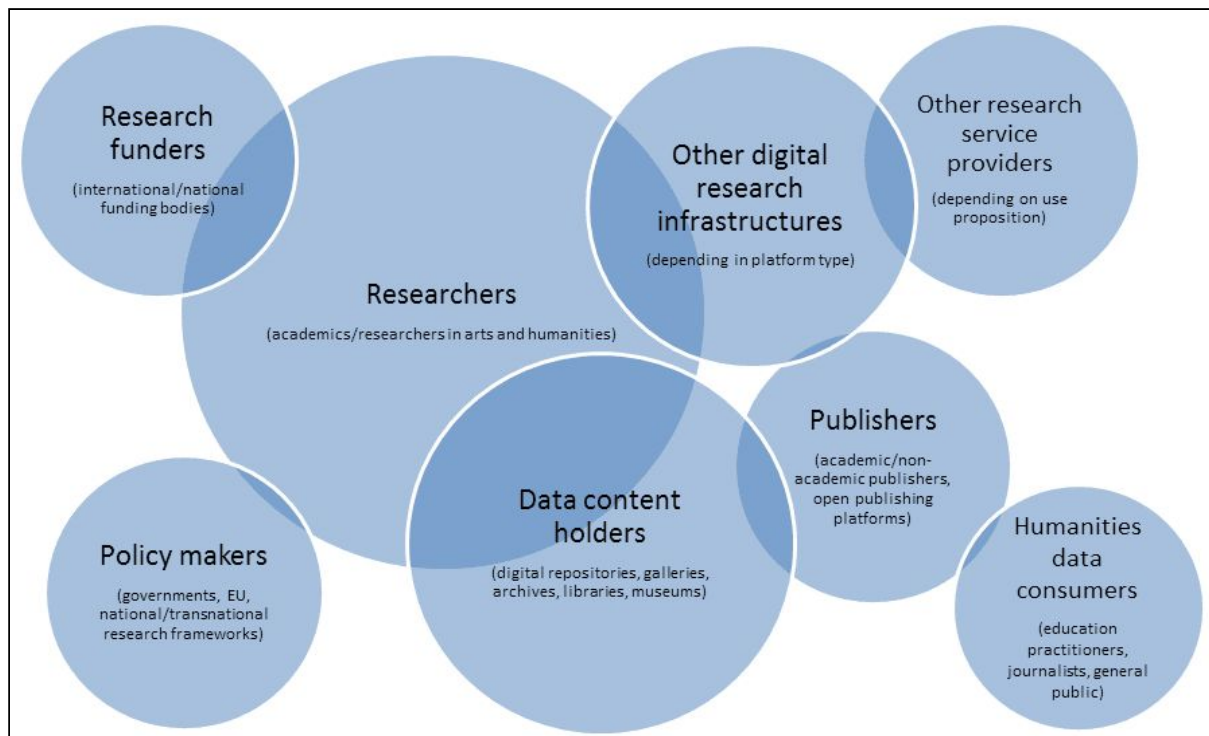 Research
funders
(international/national
funding bodies)
Other digital
research
infrastructures
(depending in platform type)
Other research
service
providers
(depending on use
proposition)
Researchers
(academics/researchers in arts and humanities)
Publishers
(academic/non-
academic publishers,
open publishing
platforms)
Data content
holders
(digital repositories, galleries,
archives, libraries, museums)
Policy makers
(governments, EU,
national/transnational
research frameworks)
Humanities
data
consumers
(education
practitioners,
journalists, general
public)